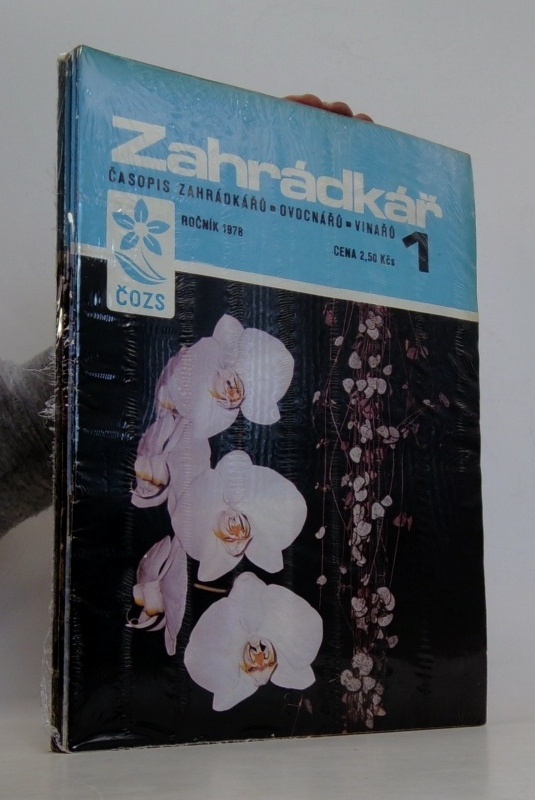 Zahrádkář
ČASOPIS ZAHRÁDKÁŘŮ ▪ OVOCNÁŘŮ ▪ VINAŘŮ
ROČNÍK 1978
CENA 2,50 Kčs
1
ČOZS